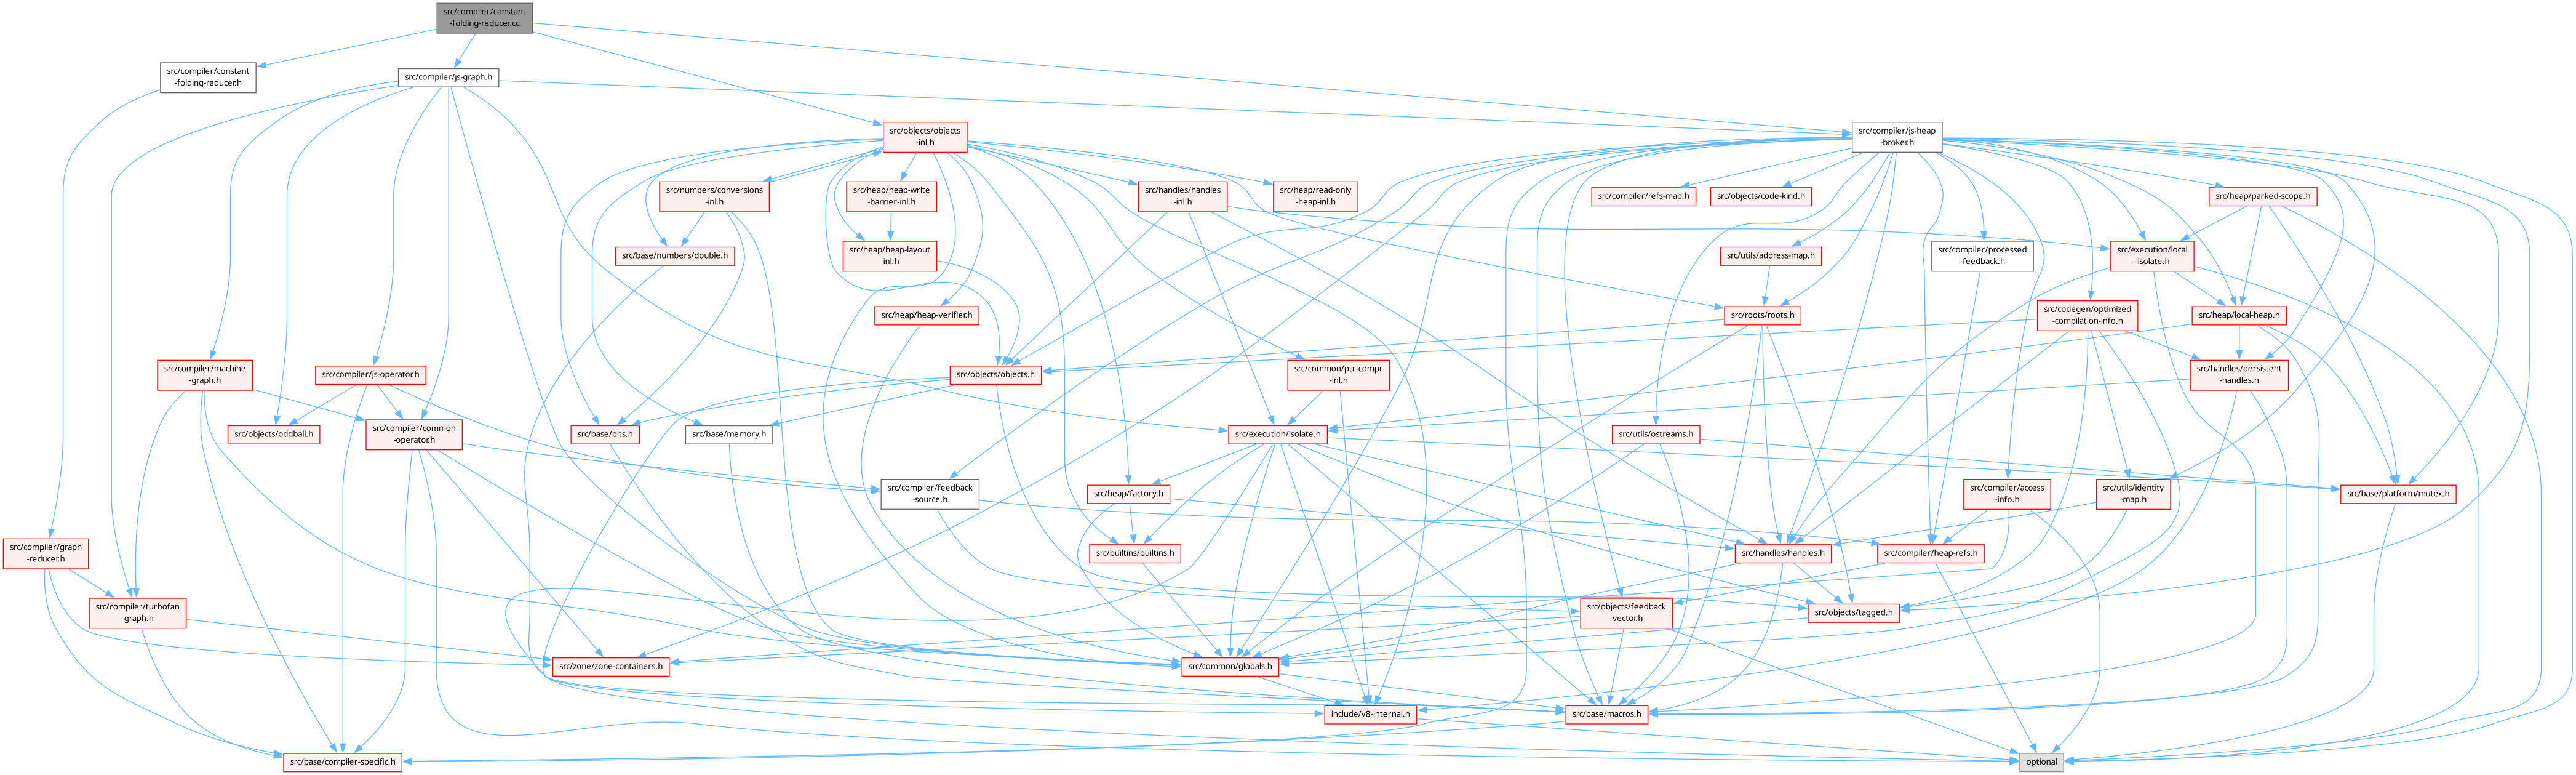 src/compiler/constant
-folding-reducer.cc
src/compiler/constant
-folding-reducer.h
src/compiler/js-graph.h
src/objects/objects
-inl.h
src/compiler/js-heap
-broker.h
src/numbers/conversions
-inl.h
src/heap/heap-write
-barrier-inl.h
src/handles/handles
-inl.h
src/heap/read-only
-heap-inl.h
src/compiler/refs-map.h
src/objects/code-kind.h
src/heap/parked-scope.h
src/base/numbers/double.h
src/heap/heap-layout
-inl.h
src/utils/address-map.h
src/compiler/processed
-feedback.h
src/execution/local
-isolate.h
src/heap/heap-verifier.h
src/roots/roots.h
src/codegen/optimized
-compilation-info.h
src/heap/local-heap.h
src/compiler/machine
-graph.h
src/compiler/js-operator.h
src/objects/objects.h
src/common/ptr-compr
-inl.h
src/handles/persistent
-handles.h
src/objects/oddball.h
src/compiler/common
-operator.h
src/base/bits.h
src/base/memory.h
src/execution/isolate.h
src/utils/ostreams.h
src/compiler/feedback
-source.h
src/heap/factory.h
src/compiler/access
-info.h
src/utils/identity
-map.h
src/base/platform/mutex.h
src/compiler/graph
-reducer.h
src/builtins/builtins.h
src/handles/handles.h
src/compiler/heap-refs.h
src/compiler/turbofan
-graph.h
src/objects/feedback
-vector.h
src/objects/tagged.h
src/zone/zone-containers.h
src/common/globals.h
include/v8-internal.h
src/base/macros.h
src/base/compiler-specific.h
optional